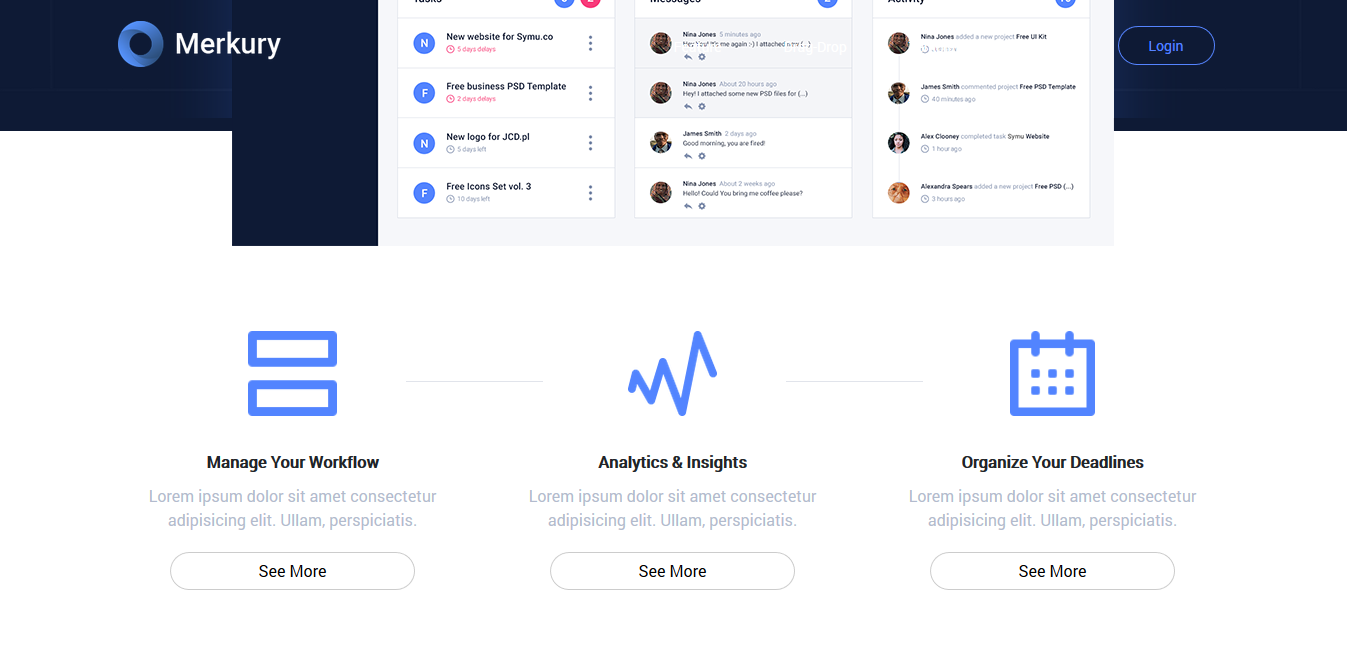 Merkury
Login
Tasks
New website for Symu.co
5 days delays
Free business PSD Template
2 days delays
New logo for JCD.pl
5 days left
Free Icons Set vol. 3
10 days left
Messages
Nina Jones 5 minutes ago
Hey! It's me again :) I attached new (...)
Nina Jones About 20 hours ago
Hey! I attached some new PSD files for (...)
James Smith 2 days ago
Good morning, you are fired!
Nina Jones About 2 weeks ago
Hello! Could You bring me coffee please?
Drag-Drop
Activity
Nina Jones added a new project Free UI Kit
James Smith commented project Free PSD Template
40 minutes ago
Alex Clooney completed task Symu Website
1 hour ago
Alexandra Spears added a new project Free PSD (...)
3 hours ago
N
F
N
F
Manage Your Workflow
Lorem ipsum dolor sit amet consectetur
adipisicing elit. Ullam, perspiciatis.
See More
Analytics & Insights
Lorem ipsum dolor sit amet consectetur
adipisicing elit. Ullam, perspiciatis.
See More
Organize Your Deadlines
Lorem ipsum dolor sit amet consectetur
adipisicing elit. Ullam, perspiciatis.
See More